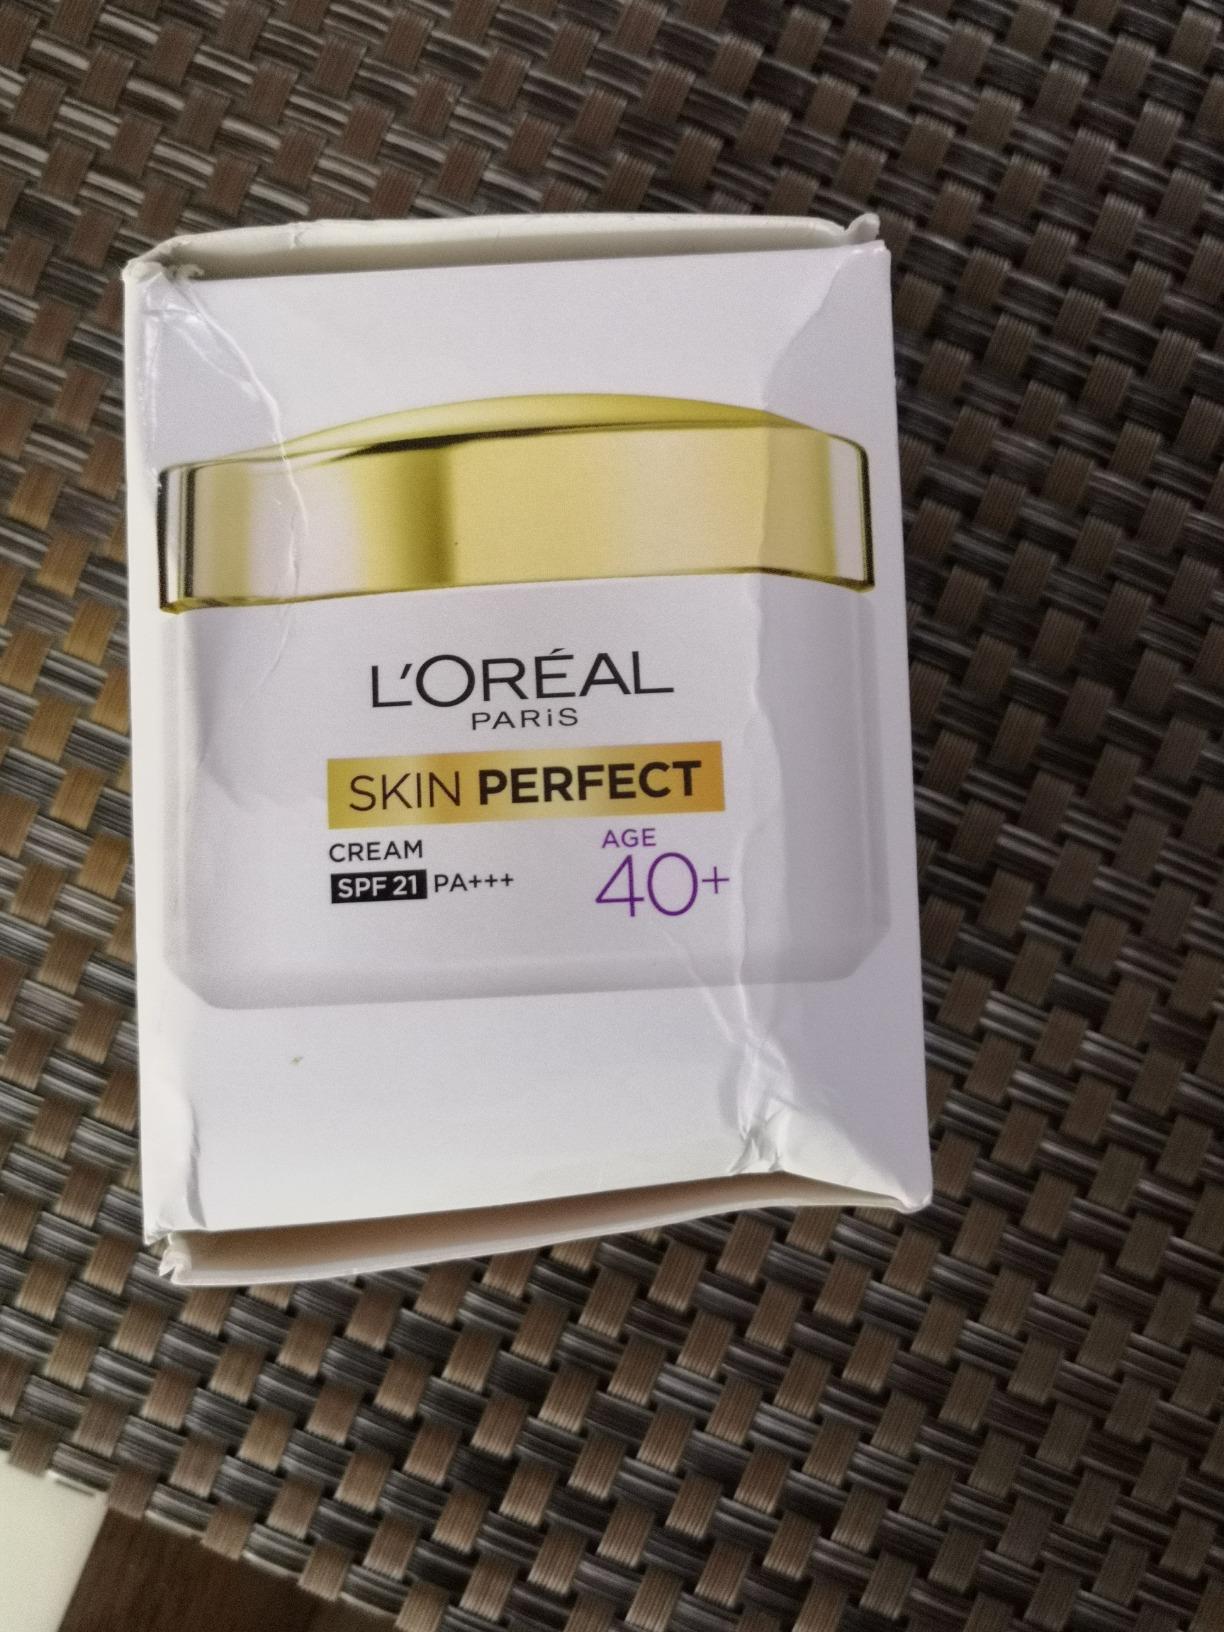 L'ORÉAL
PARiS
SKIN PERFECT
CREAM
SPF 21 PA+++
AGE
40+